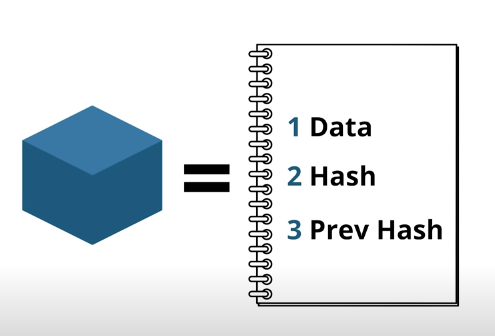 =
1 Data
2 Hash
3 Prev Hash